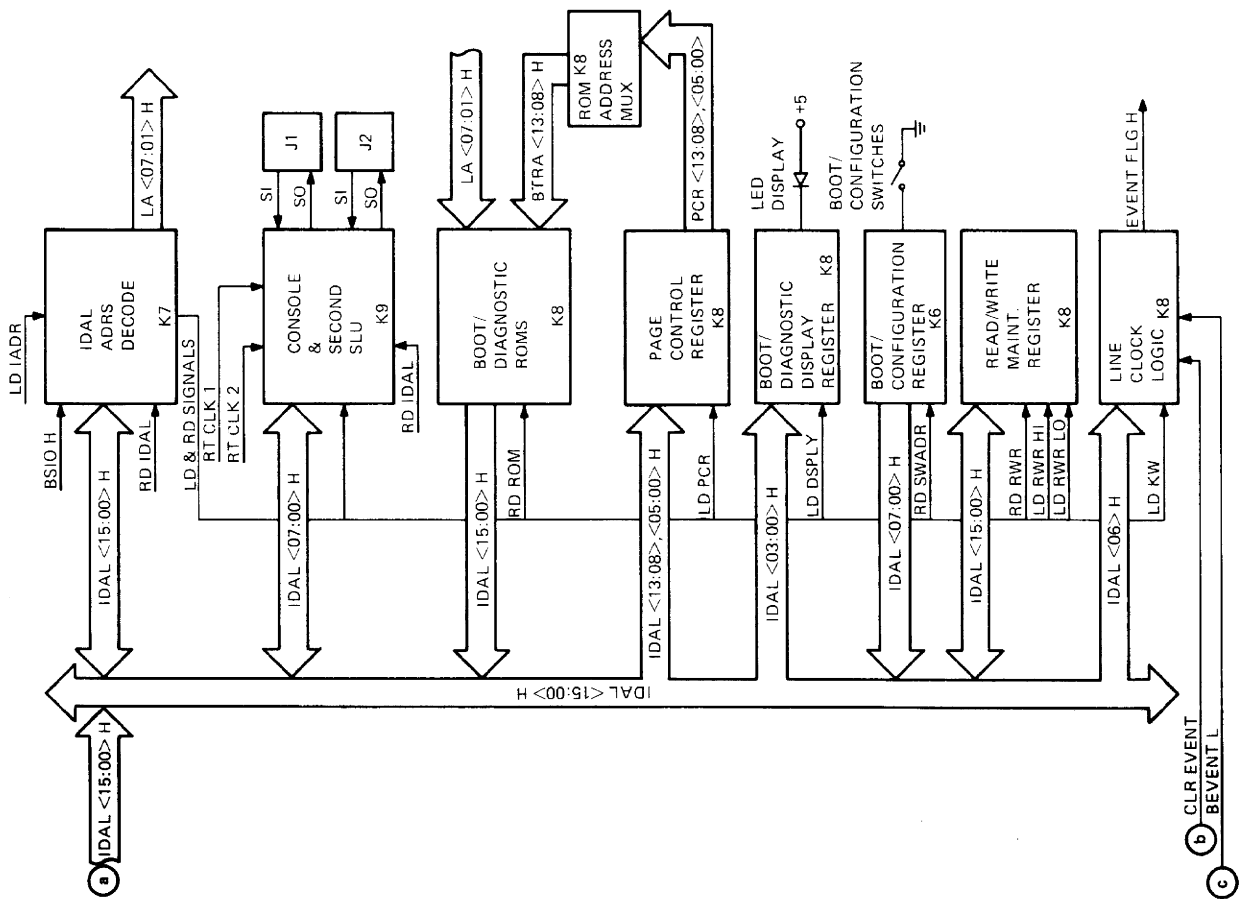 LD IADR
BSIO H
IDAL <15:00> H
RD IDAL
IDAL
ADRS
DECODE
K7
LA <07:01> H
LD & RD SIGNALS
RT CLK 1
RT CLK 2
IDAL <07:00> H
RD IDAL
CONSOLE
&
SECOND
SLU
K9
SI
SO
J1
SI
SO
J2
IDAL <15:00> H
RD ROM
BOOT/
DIAGNOSTIC
ROMS
K8
LA <07:01> H
BTRA <13:08> H
ROM K8
ADDRESS
MUX
PCR <13:08>,<05:00>
IDAL <13:08>,<05:00> H
LD PCR
PAGE
CONTROL
REGISTER
K8
IDAL <03:00> H
LD DSPLY
BOOT/
DIAGNOSTIC
DISPLAY
REGISTER K8
LED
DISPLAY
+5
IDAL <07:00> H
RD SWADR
BOOT/
CONFIGURATION
REGISTER
K6
BOOT/
CONFIGURATION
SWITCHES
IDAL <15:00> H
RD RWR
LD RWR HI
LD RWR LO
READ/WRITE
MAINT.
REGISTER
K8
IDAL <06> H
LD KW
LINE
CLOCK
LOGIC
K8
EVENT FLG H
IDAL <15:00> H
a
IDAL <15:00> H
b
CLR EVENT
BEVENT L
c